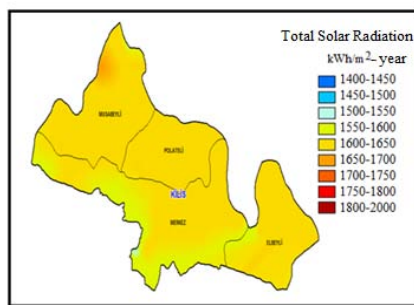 Total Solar Radiation
kWh/m²-year
1400-1450
1450-1500
1500-1550
1550-1600
1600-1650
1650-1700
1700-1750
1750-1800
1800-2000
MUSABEYLİ
POLATELİ
KİLİS
MERKEZ
ELBEYLİ